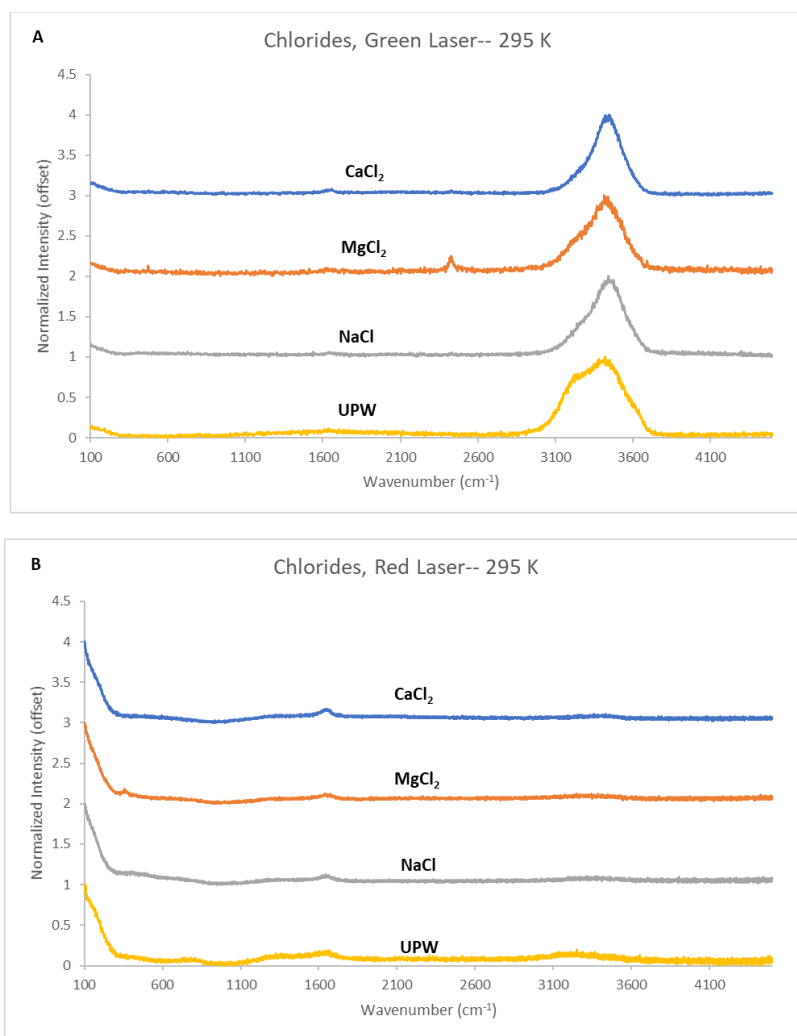 A
Chlorides, Green Laser-- 295 K
Normalized Intensity (offset)
4.5
4
3.5
3
2.5
2
1.5
1
0.5
0
CaCl₂
MgCl₂
NaCl
UPW
100 600 1100 1600 2100 2600 3100 3600 4100
Wavenumber (cm⁻¹)
B
Chlorides, Red Laser-- 295 K
Normalized Intensity (offset)
4.5
4
3.5
3
2.5
2
1.5
1
0.5
0
CaCl₂
MgCl₂
NaCl
UPW
100 600 1100 1600 2100 2600 3100 3600 4100
Wavenumber (cm⁻¹)